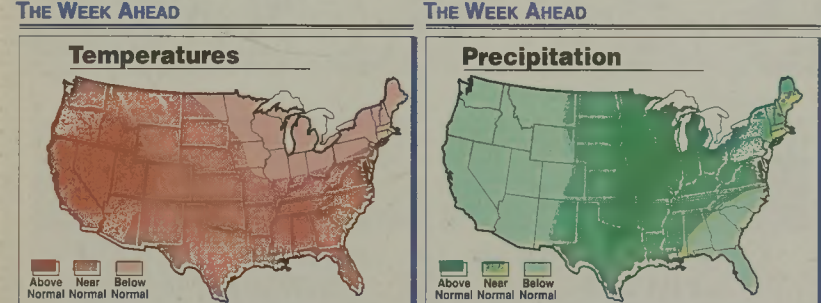 THE WEEK AHEAD
Temperatures
Above Normal
Near Normal
Below Normal
THE WEEK AHEAD
Precipitation
Above Normal
Near Normal
Below Normal